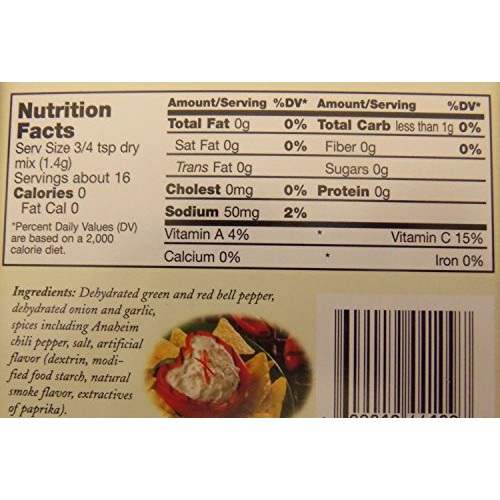 Nutrition
Facts
Serv Size 3/4 tsp dry
mix (1.4g)
Servings about 16
Calories 0
Fat Cal 0
*Percent Daily Values (DV)
are based on a 2,000
calorie diet.
Amount/Serving %DV* Amount/Serving %DV*
Total Fat 0g 0% Total Carb less than 1g 0%
Sat Fat 0g 0% Fiber 0g 0%
Trans Fat 0g Sugars 0g
Cholest 0mg 0% Protein 0g
Sodium 50mg 2%
Vitamin A 4% * Vitamin C 15%
Calcium 0% * Iron 0%
Ingredients: Dehydrated green and red bell pepper,
dehydrated onion and garlic,
spices including Anaheim
chili pepper, salt, artificial
flavor (dextrin, modi-
fied food starch, natural
smoke flavor, extractives
of paprika).